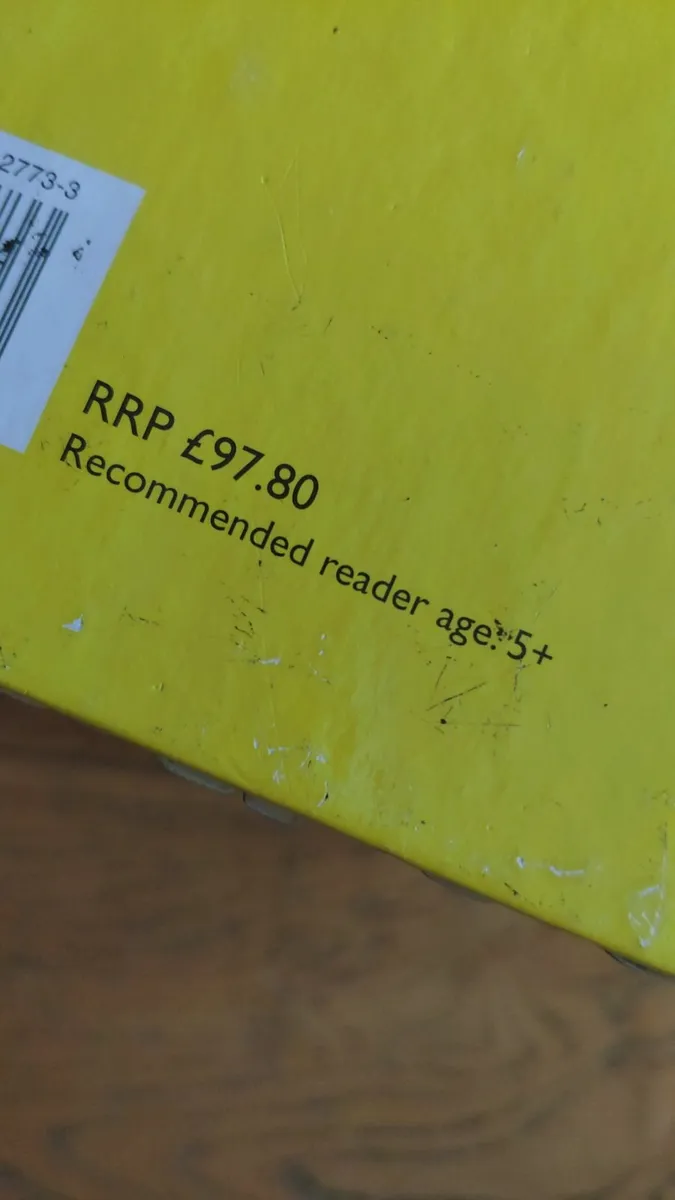 2773-3
RRP £97.80
Recommended reader age: 5+